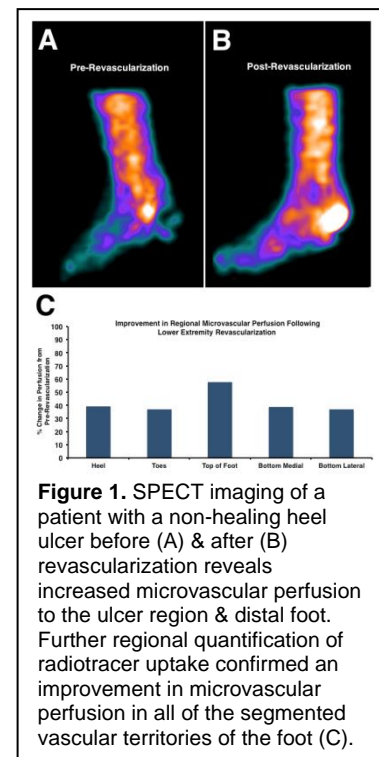 A
B
Pre-Revascularization
Post-Revascularization
C
Improvement in Regional Microvascular Perfusion Following
Lower Extremity Revascularization
% Change in Perfusion from
Pre-Revascularization
100
90
80
70
60
50
40
30
20
10
0
Heel
Toes
Top of Foot
Bottom Medial
Bottom Lateral
Figure 1. SPECT imaging of a
patient with a non-healing heel
ulcer before (A) & after (B)
revascularization reveals
increased microvascular perfusion
to the ulcer region & distal foot.
Further regional quantification of
radiotracer uptake confirmed an
improvement in microvascular
perfusion in all of the segmented
vascular territories of the foot (C).